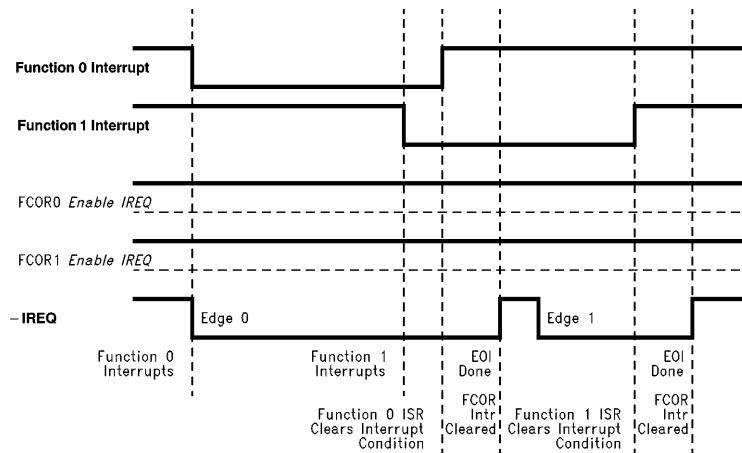 Function 0 Interrupt
Function 1 Interrupt
FCOR0 Enable IREQ
FCOR1 Enable IREQ
–IREQ
Edge 0
Edge 1
Function 0
Interrupts
Function 1
Interrupts
EOI
Done
EOI
Done
Function 0 ISR
Clears Interrupt
Condition
FCOR
Intr
Cleared
Function 1 ISR
Clears Interrupt
Condition
FCOR
Intr
Cleared